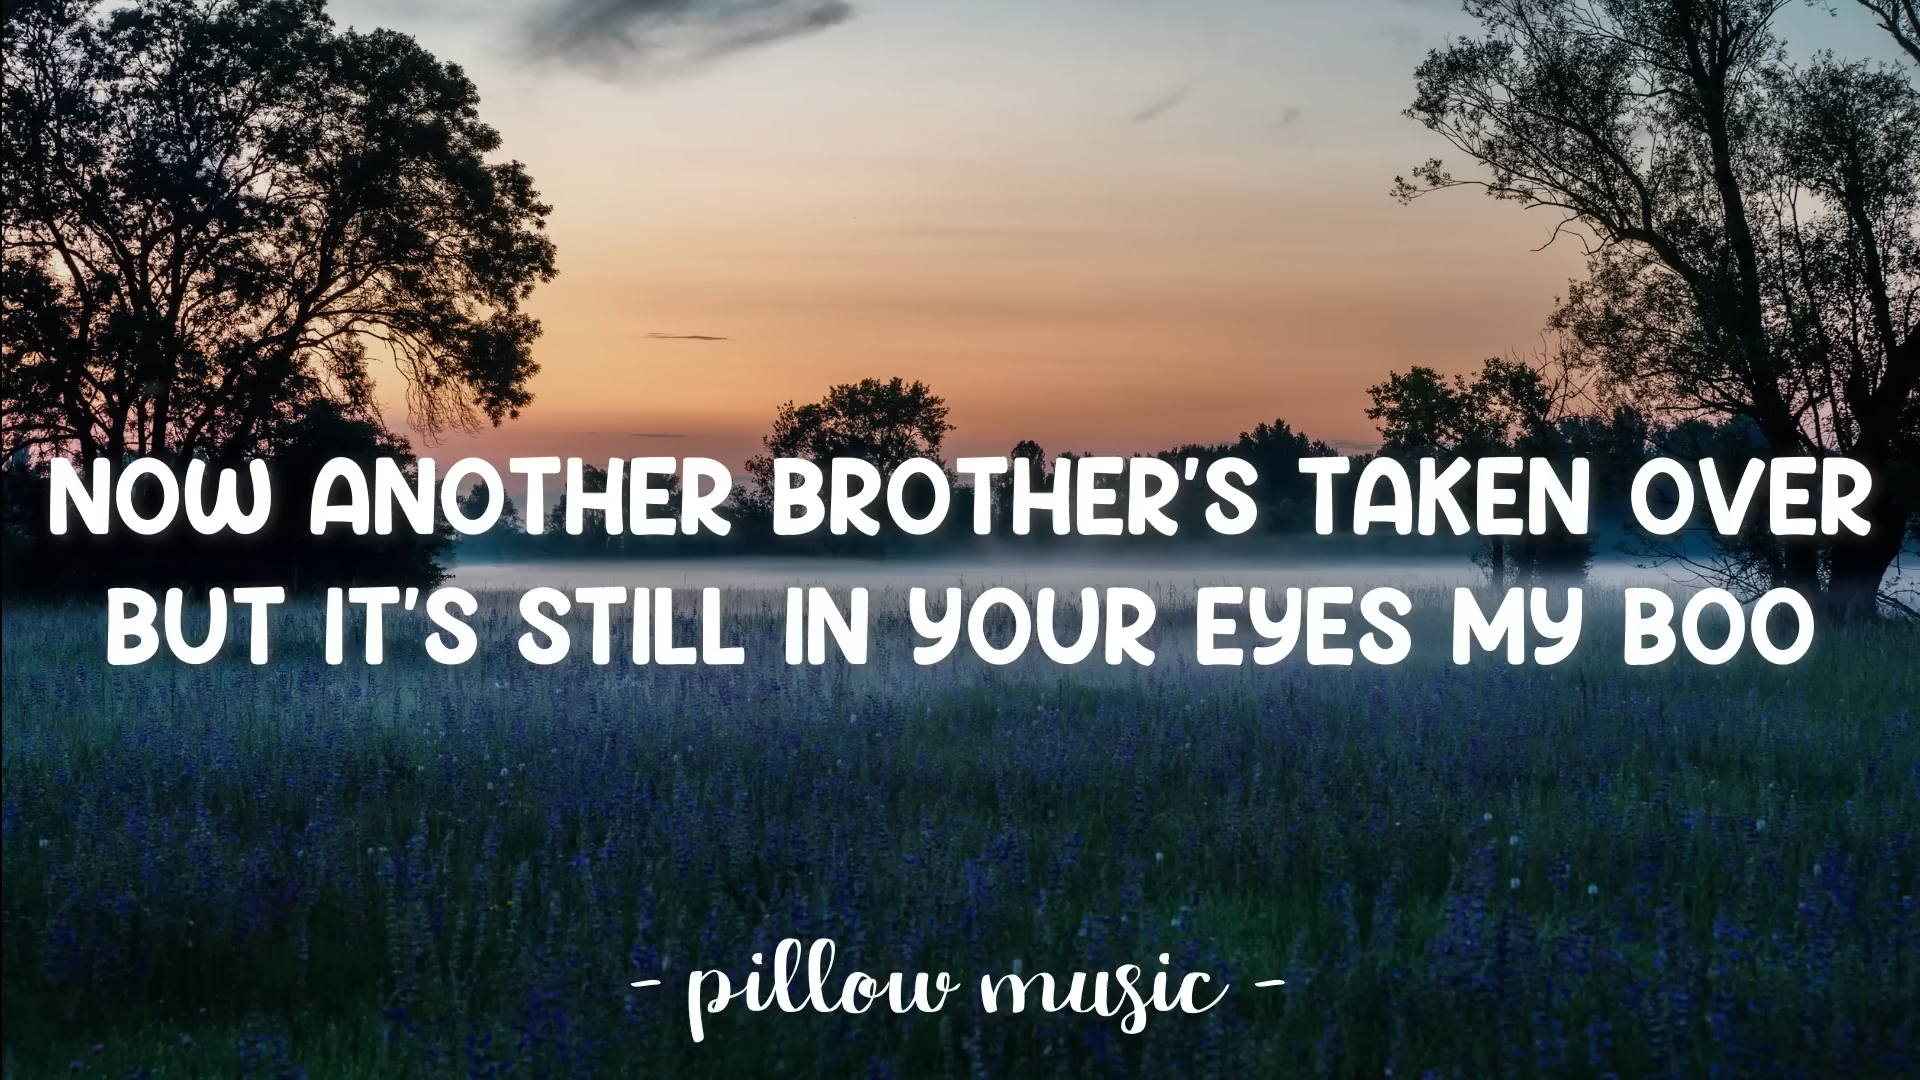 NOW ANOTHER BROTHER'S TAKEN OVER
BUT IT'S STILL IN YOUR EYES MY BOO
- pillow music -